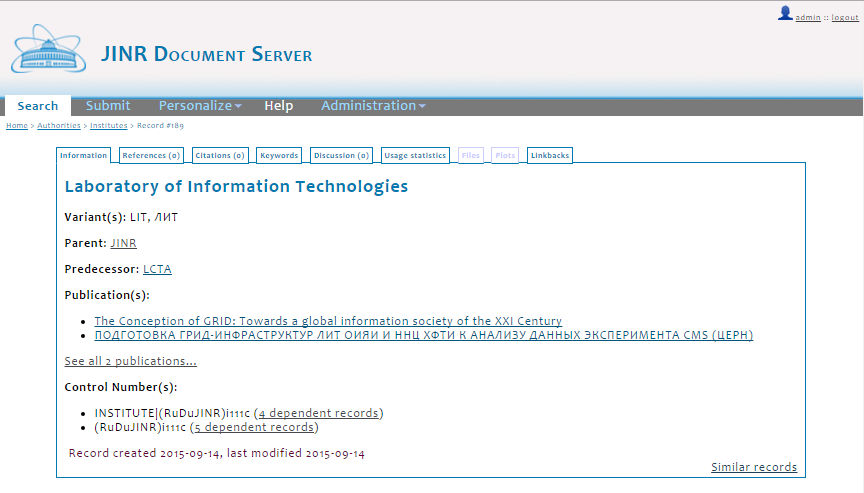 admin :: logout
JINR Document Server
Search Submit Personalize Help Administration
Home > Authorities > Institutes > Record #189
Information References (0) Citations (0) Keywords Discussion (0) Usage statistics Files Plots Linkbacks
Laboratory of Information Technologies
Variant(s): LIT, ЛИТ
Parent: JINR
Predecessor: LCTA
Publication(s):
The Conception of GRID: Towards a global information society of the XXI Century
ПОДГОТОВКА ГРИД-ИНФРАСТРУКТУР ЛИТ ОИЯИ И ННЦ ХФТИ К АНАЛИЗУ ДАННЫХ ЭКСПЕРИМЕНТА CMS (ЦЕРН)
See all 2 publications...
Control Number(s):
INSTITUTE|(RuDuJINR)i111c (4 dependent records)
(RuDuJINR)i111c (5 dependent records)
Record created 2015-09-14, last modified 2015-09-14
Similar records